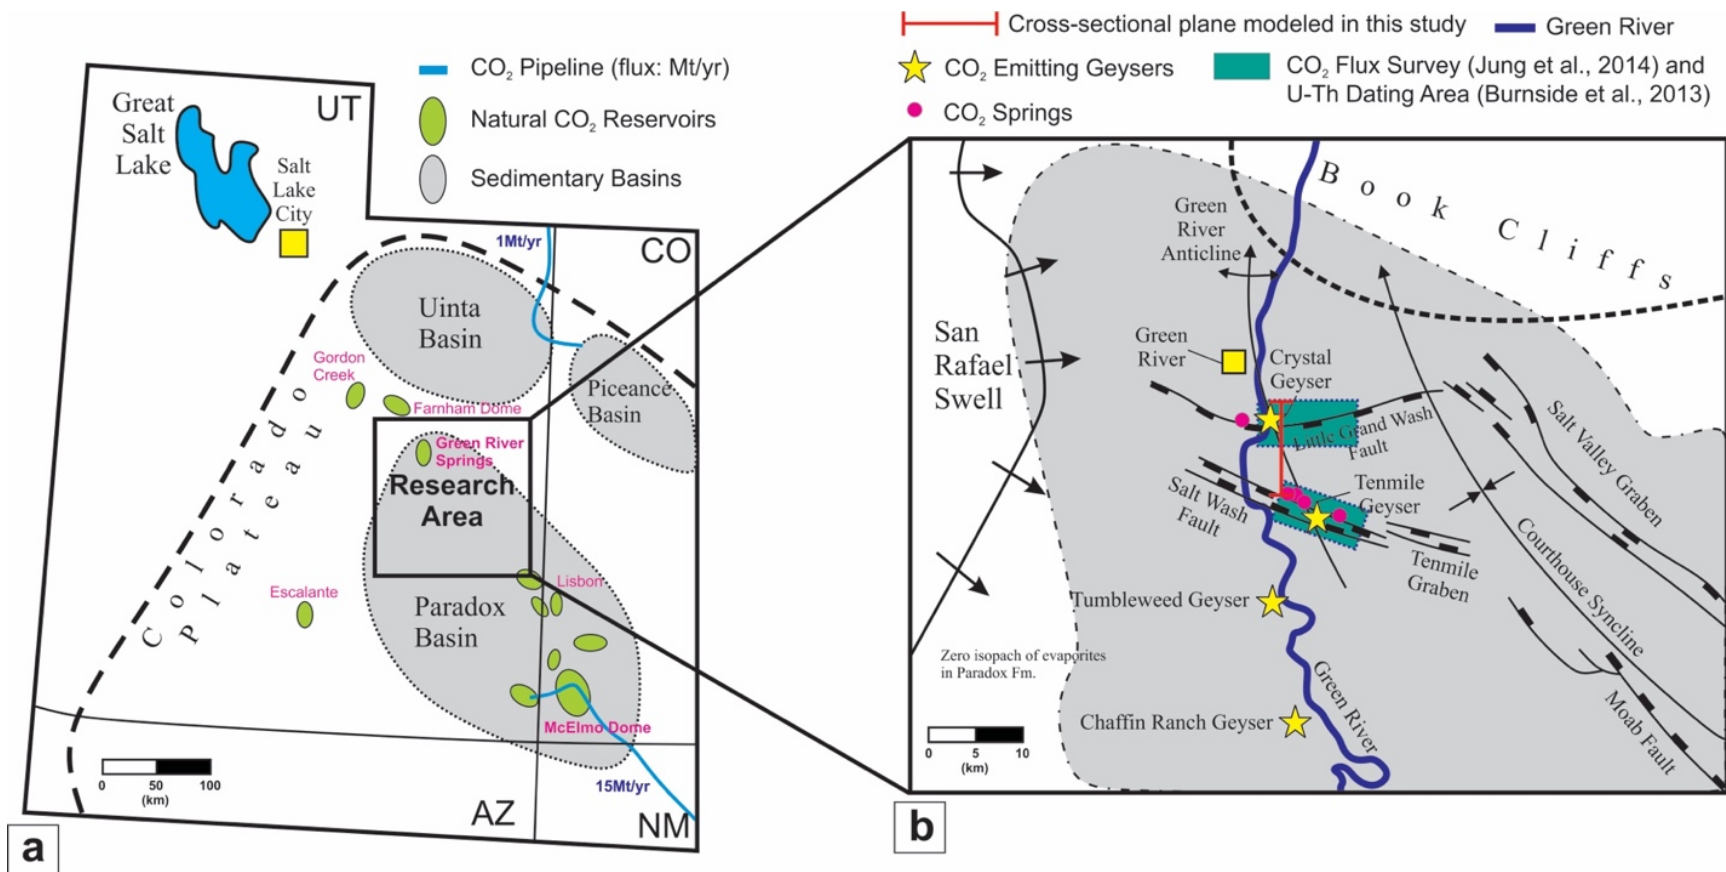 CO₂ Pipeline (flux: Mt/yr)
Natural CO₂ Reservoirs
Sedimentary Basins
Great
Salt
Lake
UT
Salt
Lake
City
CO
1Mt/yr
Uinta
Basin
Piceance
Basin
Gordon
Creek
Farnham Dome
Green River
Springs
Research
Area
Colorado
Plateau
Escalante
Lisbon
Paradox
Basin
McElmo Dome
15Mt/yr
0 50 100
(km)
AZ
NM
a
Cross-sectional plane modeled in this study
Green River
CO₂ Emitting Geysers
CO₂ Springs
CO₂ Flux Survey (Jung et al., 2014) and
U-Th Dating Area (Burnside et al., 2013)
Book Cliffs
Green
River
Anticline
San
Rafael
Swell
Green
River
Crystal
Geyser
Little Grand Wash
Fault
Salt Valley Graben
Salt Wash
Fault
Tenmile
Geyser
Tenmile
Graben
Courthouse Syncline
Tumbleweed Geyser
Zero isopach of evaporites
in Paradox Fm.
Green River
Chaffin Ranch Geyser
Moab Fault
0 5 10
(km)
b